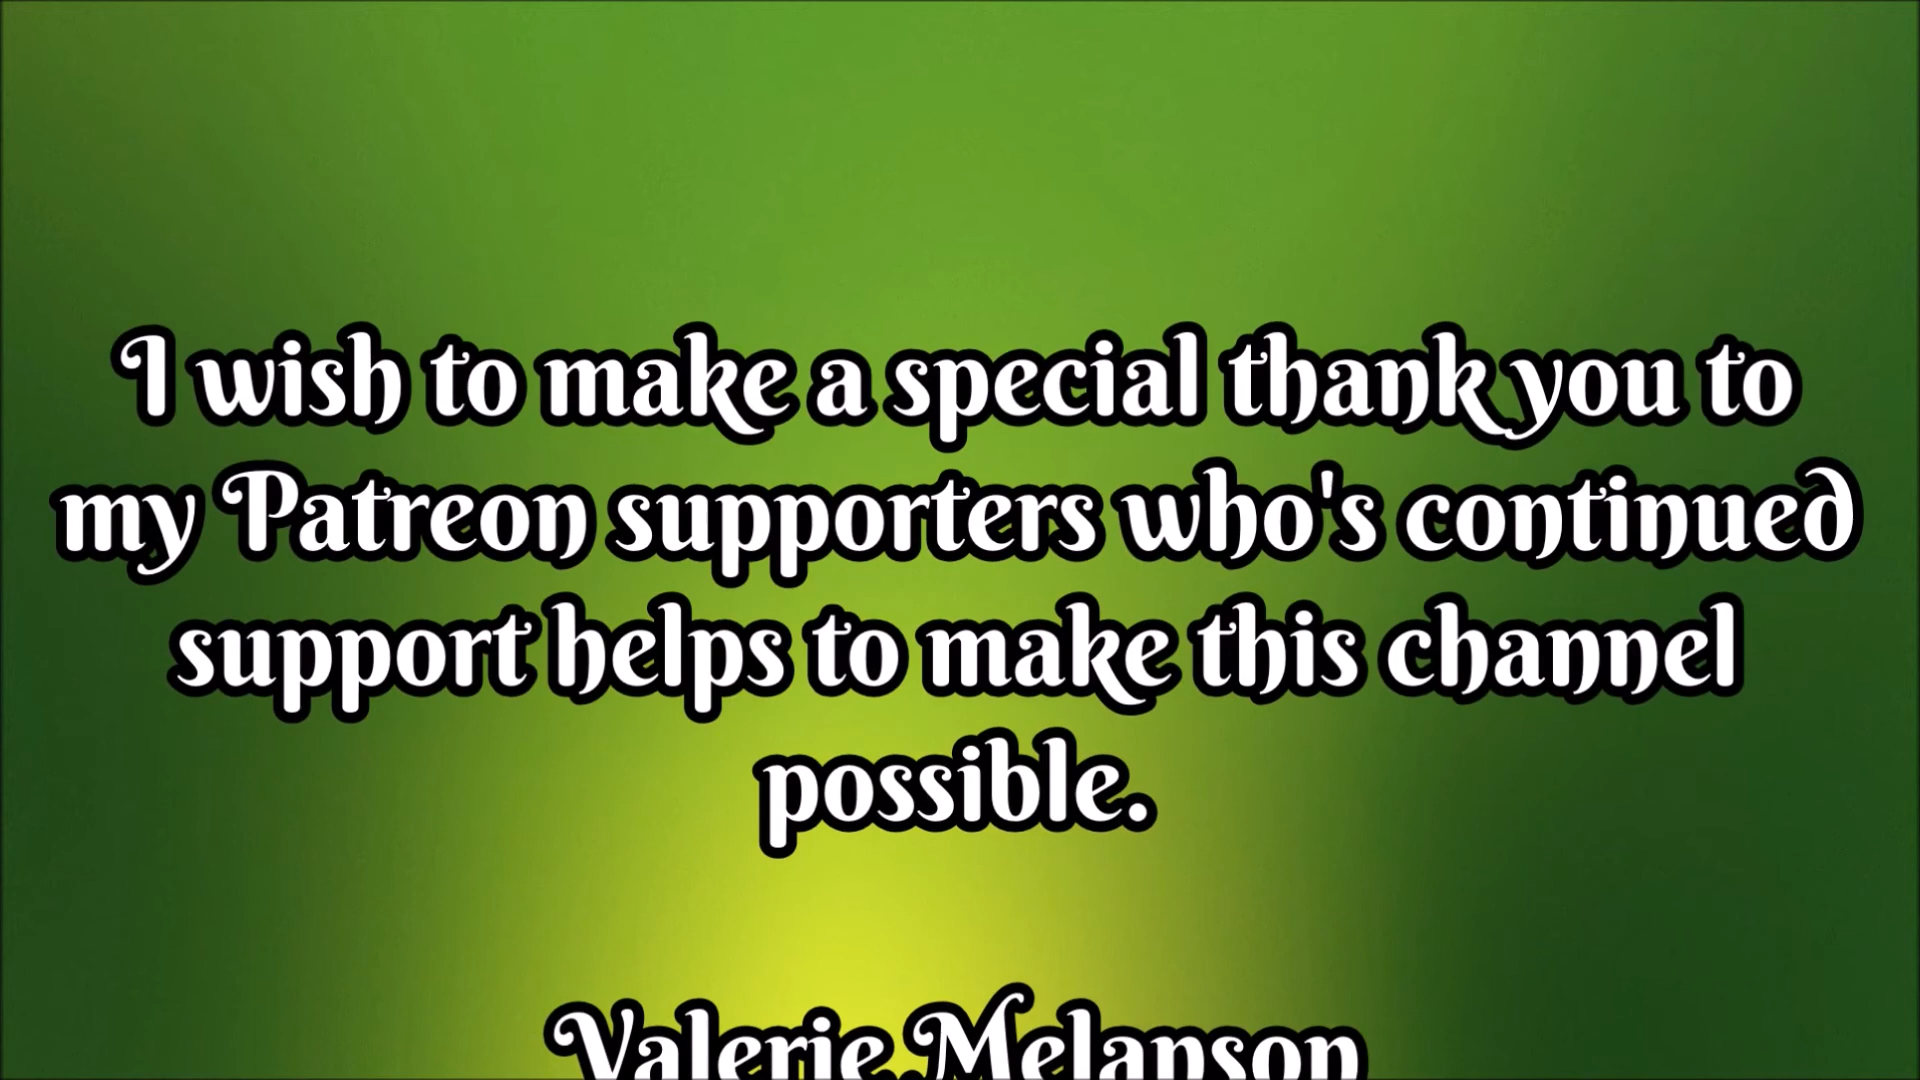 I wish to make a special thank you to
my Patreon supporters who's continued
support helps to make this channel
possible.
Valerie Melanson